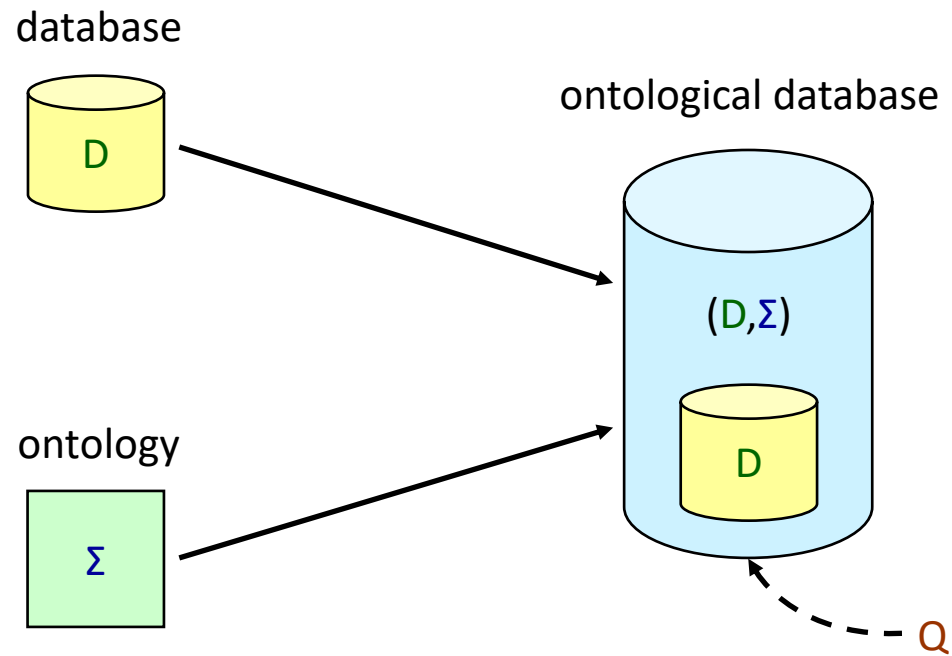 database
D
ontological database
(D,Σ)
D
ontology
Σ
Q